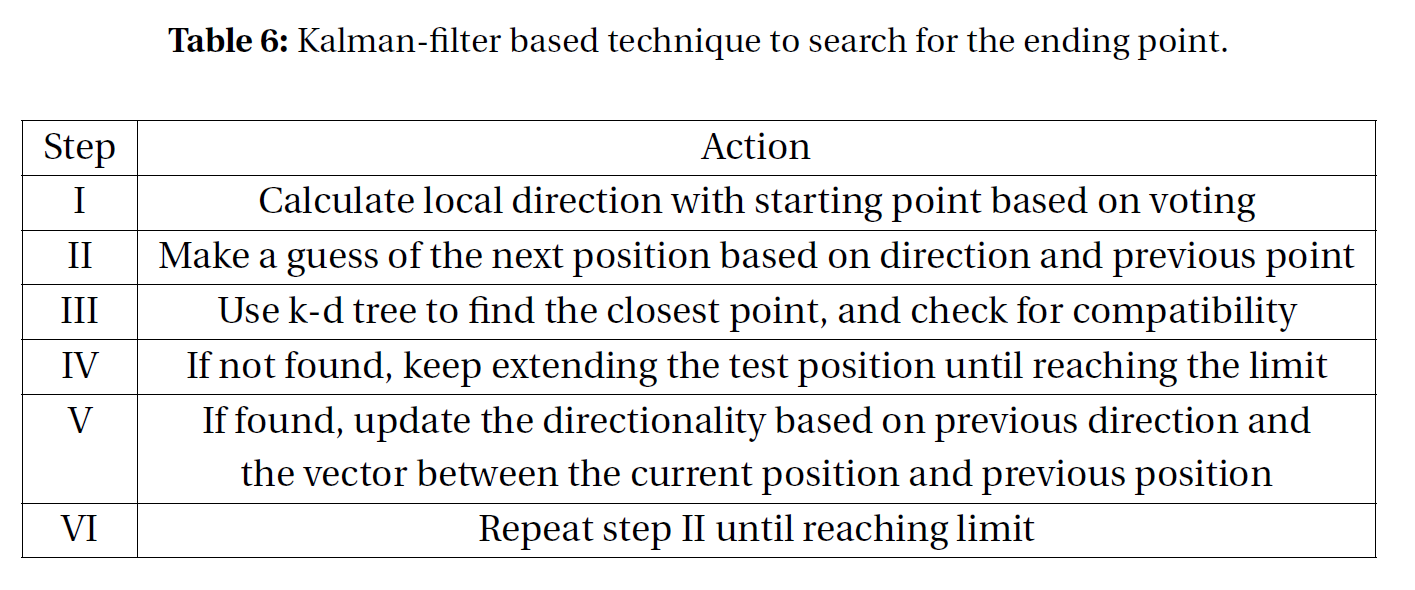 Table 6: Kalman-filter based technique to search for the ending point.
Step Action
I Calculate local direction with starting point based on voting
II Make a guess of the next position based on direction and previous point
III Use k-d tree to find the closest point, and check for compatibility
IV If not found, keep extending the test position until reaching the limit
V If found, update the directionality based on previous direction and
the vector between the current position and previous position
VI Repeat step II until reaching limit